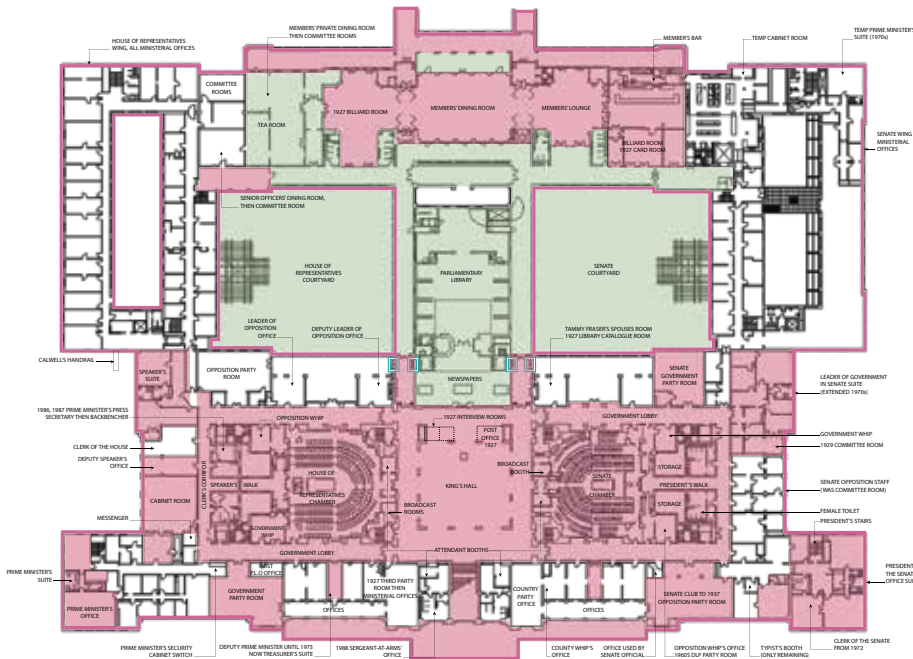 MEMBERS' PRIVATE DINING ROOM
THEN COMMITTEE ROOMS
HOUSE OF REPRESENTATIVES
WING, ALL MINISTERIAL OFFICES
MEMBER'S BAR
TEMP CABINET ROOM
TEMP PRIME MINISTER'S
SUITE (1970s)
COMMITTEE
ROOMS
TEA ROOM
1927 BILLIARD ROOM
MEMBERS' DINING ROOM
MEMBERS' LOUNGE
BILLIARD ROOM
1927 CARD ROOM
SENATE WING
MINISTERIAL
OFFICES
SENIOR OFFICERS' DINING ROOM,
THEN COMMITTEE ROOM
HOUSE OF
REPRESENTATIVES
COURTYARD
PARLIAMENTARY
LIBRARY
SENATE
COURTYARD
LEADER OF
OPPOSITION
OFFICE
DEPUTY LEADER OF
OPPOSITION OFFICE
TAMMY FRASER'S SPOUSES ROOM
1927 LIBRARY CATALOGUE ROOM
CALWELL'S HANDRAIL
SPEAKER'S
SUITE
OPPOSITION PARTY
ROOM
NEWSPAPERS
SENATE
GOVERNMENT
PARTY ROOM
LEADER OF GOVERNMENT
IN SENATE SUITE
(EXTENDED 1970s)
1986, 1987 PRIME MINISTER'S PRESS
SECRETARY THEN BACKBENCHER
OPPOSITION WHIP
1927 INTERVIEW ROOMS
POST
OFFICE
1927
GOVERNMENT LOBBY
GOVERNMENT WHIP
1929 COMMITTEE ROOM
CLERK OF THE HOUSE
DEPUTY SPEAKER'S
OFFICE
CLERK'S CORRIDOR
SPEAKER'S WALK
HOUSE OF
REPRESENTATIVES
CHAMBER
KING'S HALL
BROADCAST
BOOTH
SENATE
CHAMBER
STORAGE
PRESIDENT'S WALK
STORAGE
SENATE OPPOSITION STAFF
(WAS COMMITTEE ROOM)
CABINET ROOM
BROADCAST
ROOMS
FEMALE TOILET
MESSENGER
GOVERNMENT
WHIP
PRESIDENT'S STAIRS
GOVERNMENT LOBBY
ATTENDANT BOOTHS
PRIME MINISTER'S
SUITE
P.L.O OFFICE
1927 THIRD PARTY
ROOM THEN
MINISTERIAL OFFICES
COUNTRY
PARTY
OFFICE
PRESIDENT
THE SENAT
OFFICE SUI
PRIME MINISTER'S
OFFICE
GOVERNMENT
PARTY ROOM
OFFICES
OFFICES
SENATE CLUB TO 1937
OPPOSITION PARTY ROOM
PRIME MINISTER'S SECURITY
CABINET SWITCH
DEPUTY PRIME MINISTER UNTIL 1973
NOW TREASURER'S SUITE
1988 SERGEANT-AT-ARMS'
OFFICE
COUNTY WHIP'S
OFFICE
OFFICE USED BY
SENATE OFFICIAL
OPPOSITION WHIP'S OFFICE
1960S DLP PARTY ROOM
TYPIST'S BOOTH
(ONLY REMAINING)
CLERK OF THE SENATE
FROM 1972